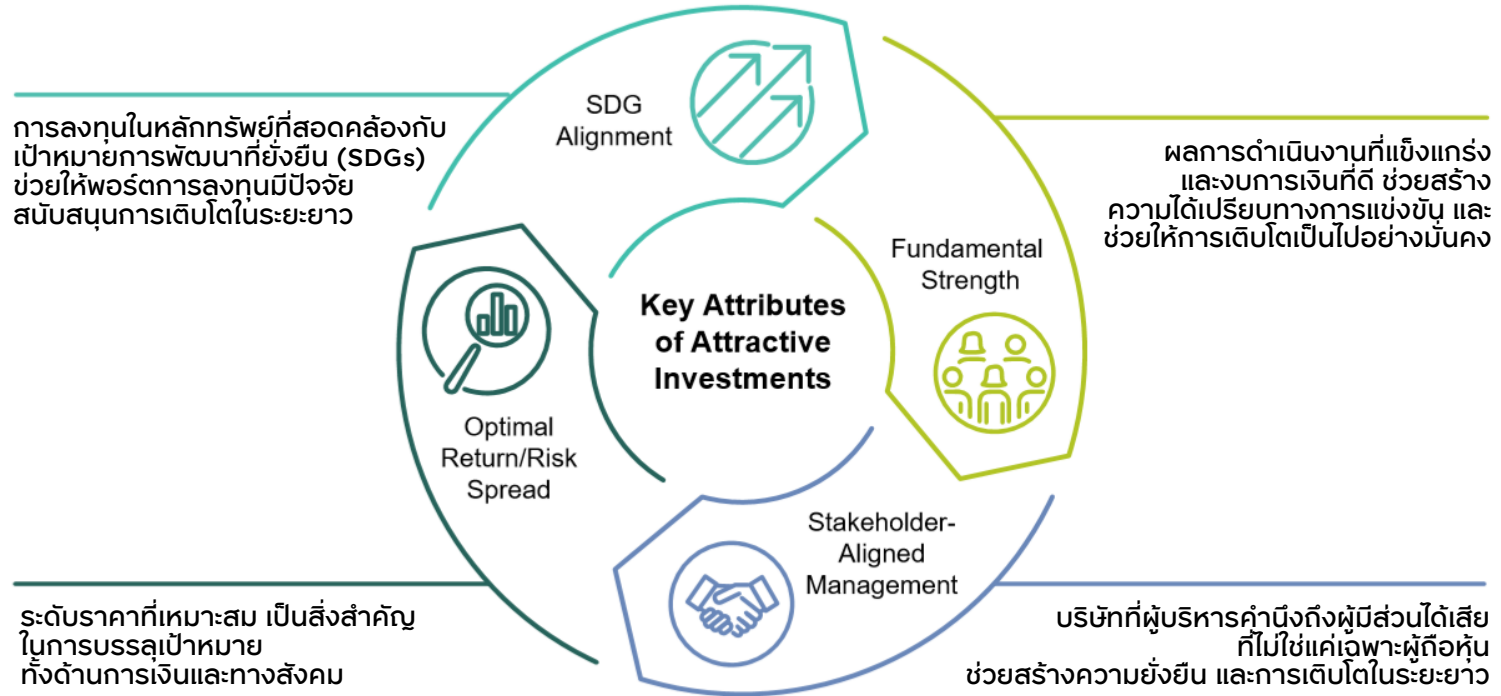 SDG
Alignment
การลงทุนในหลักทรัพย์ที่สอดคล้องกับ
เป้าหมายการพัฒนาที่ยั่งยืน (SDGs)
ช่วยให้พอร์ตการลงทุนมีปัจจัย
สนับสนุนการเติบโตในระยะยาว
ผลการดำเนินงานที่แข็งแกร่ง
และงบการเงินที่ดี ช่วยสร้าง
ความได้เปรียบทางการแข่งขัน และ
ช่วยให้การเติบโตเป็นไปอย่างมั่นคง
Fundamental
Strength
Key Attributes
of Attractive
Investments
Optimal
Return/Risk
Spread
Stakeholder-
Aligned
Management
ระดับราคาที่เหมาะสม เป็นสิ่งสำคัญ
ในการบรรลุเป้าหมาย
ทั้งด้านการเงินและทางสังคม
บริษัทที่ผู้บริหารคำนึงถึงผู้มีส่วนได้เสีย
ที่ไม่ใช่แค่เฉพาะผู้ถือหุ้น
ช่วยสร้างความยั่งยืน และการเติบโตในระยะยาว